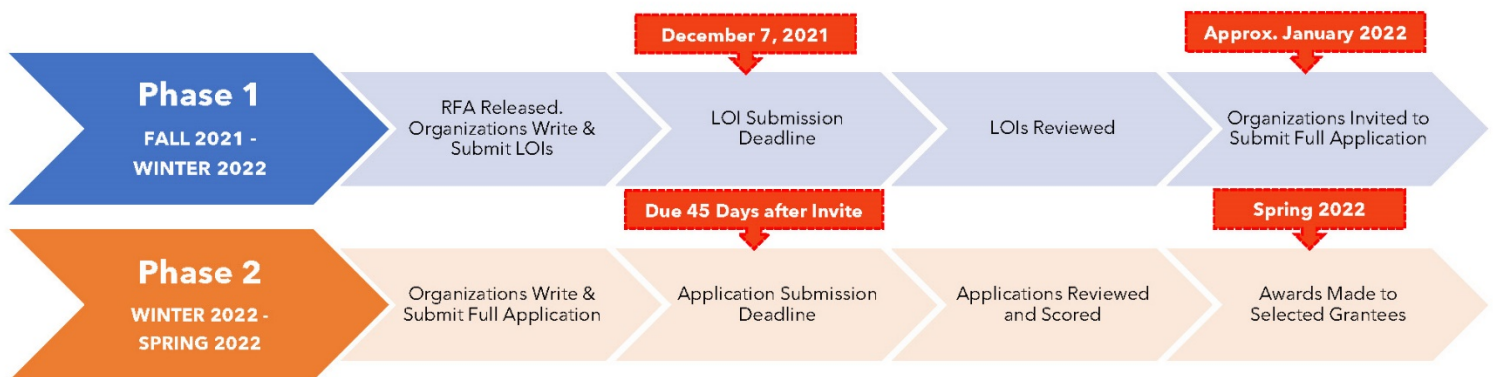 December 7, 2021
Approx. January 2022
Phase 1
FALL 2021 -
WINTER 2022
RFA Released.
Organizations Write &
Submit LOIs
LOI Submission
Deadline
LOIs Reviewed
Organizations Invited to
Submit Full Application
Due 45 Days after Invite
Spring 2022
Phase 2
WINTER 2022 -
SPRING 2022
Organizations Write &
Submit Full Application
Application Submission
Deadline
Applications Reviewed
and Scored
Awards Made to
Selected Grantees